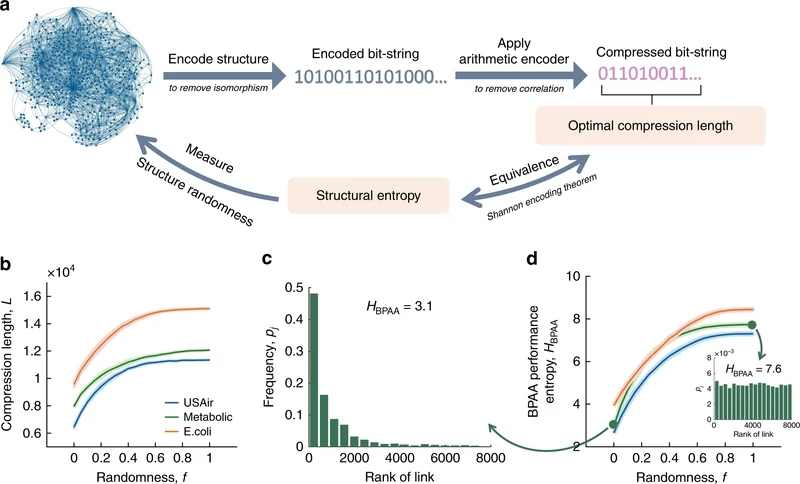 a
Encode structure
to remove isomorphism
Encoded bit-string
10100110101000...
Apply
arithmetic encoder
to remove correlation
Compressed bit-string
011010011...
Optimal compression length
Measure
Structure randomness
Structural entropy
Equivalence
Shannon encoding theorem
b
×10⁴
Compression length, L
1.6
1.4
1.2
1
0.8
0.6
USAir
Metabolic
E.coli
0 0.2 0.4 0.6 0.8 1
Randomness, f
c
Frequency, pⱼ
0.5
0.4
0.3
0.2
0.1
0
H_BPAA = 3.1
0 2000 4000 6000 8000
Rank of link
d
BPAA performance
entropy, H_BPAA
10
8
6
4
2
0 0.2 0.4 0.6 0.8 1
Randomness, f
×10⁻³
H_BPAA = 7.6
pⱼ
8
6
4
2
0
0 4000 8000
Rank of link